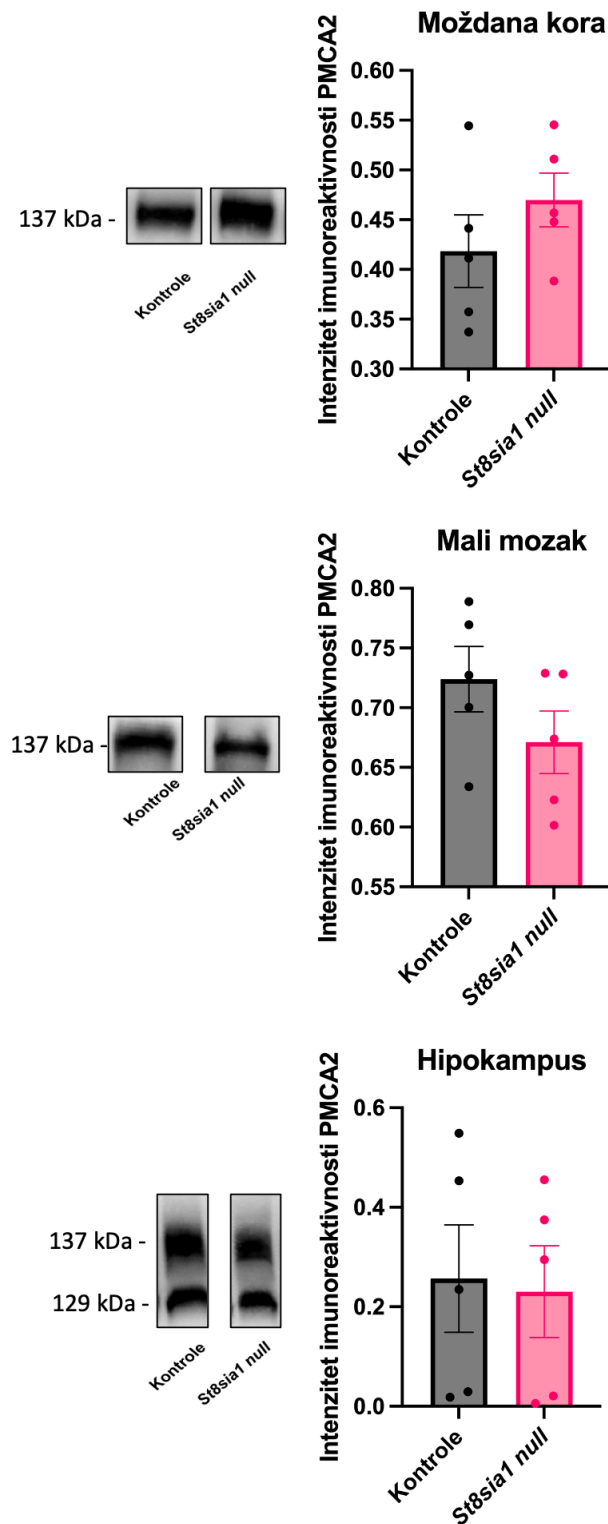 Moždana kora
Intenzitet imunoreaktivnosti PMCA2
0.60
0.55
0.50
0.45
0.40
0.35
0.30
137 kDa -
Kontrole
St8sia1 null
Kontrole
St8sia1 null
Mali mozak
Intenzitet imunoreaktivnosti PMCA2
0.80
0.75
0.70
0.65
0.60
0.55
137 kDa -
Kontrole
St8sia1 null
Kontrole
St8sia1 null
Hipokampus
Intenzitet imunoreaktivnosti PMCA2
0.6
0.4
0.2
0.0
137 kDa -
129 kDa -
Kontrole
St8sia1 null
Kontrole
St8sia1 null